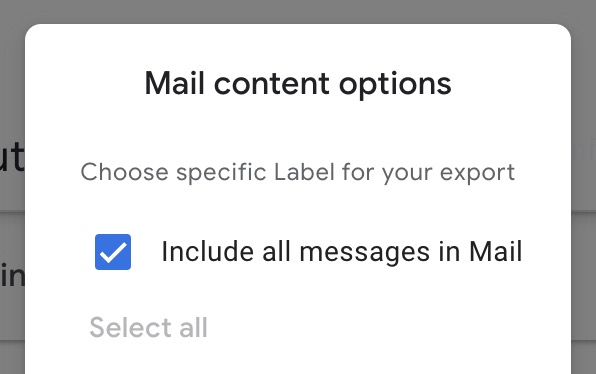 Mail content options
Choose specific Label for your export
Include all messages in Mail
Select all